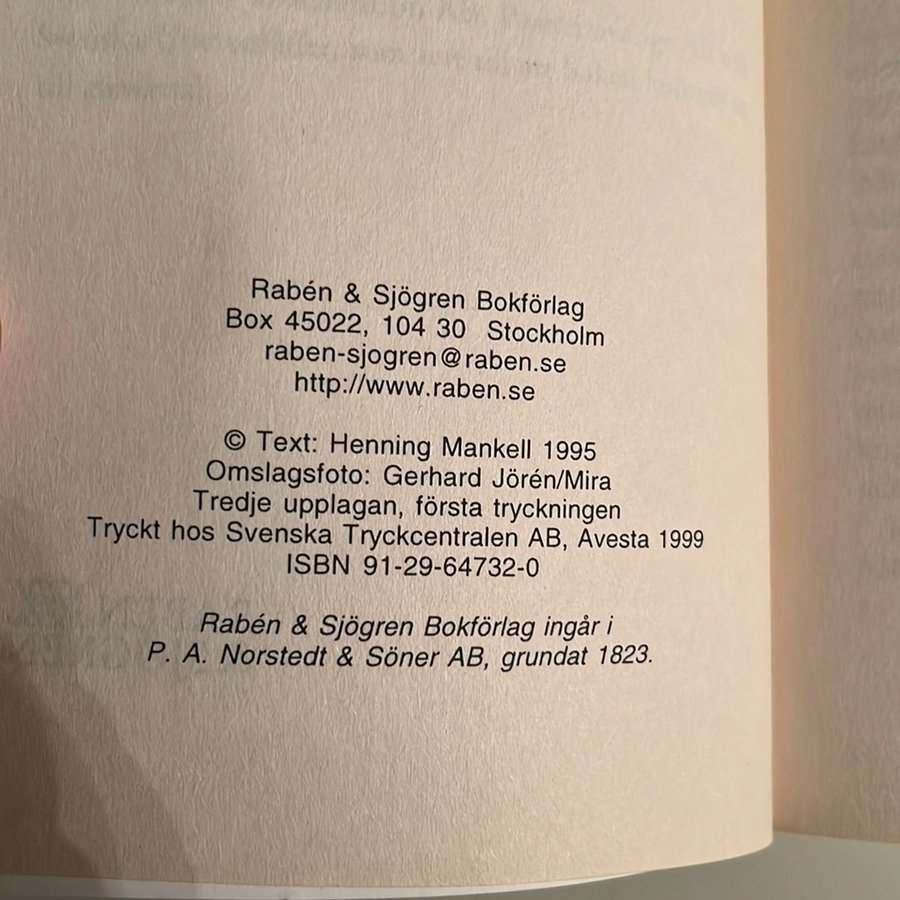 Rabén & Sjögren Bokförlag
Box 45022, 104 30 Stockholm
raben-sjogren@raben.se
http://www.raben.se
© Text: Henning Mankell 1995
Omslagsfoto: Gerhard Jörén/Mira
Tredje upplagan, första tryckningen
Tryckt hos Svenska Tryckcentralen AB, Avesta 1999
ISBN 91-29-64732-0
Rabén & Sjögren Bokförlag ingår i
P. A. Norstedt & Söner AB, grundat 1823.